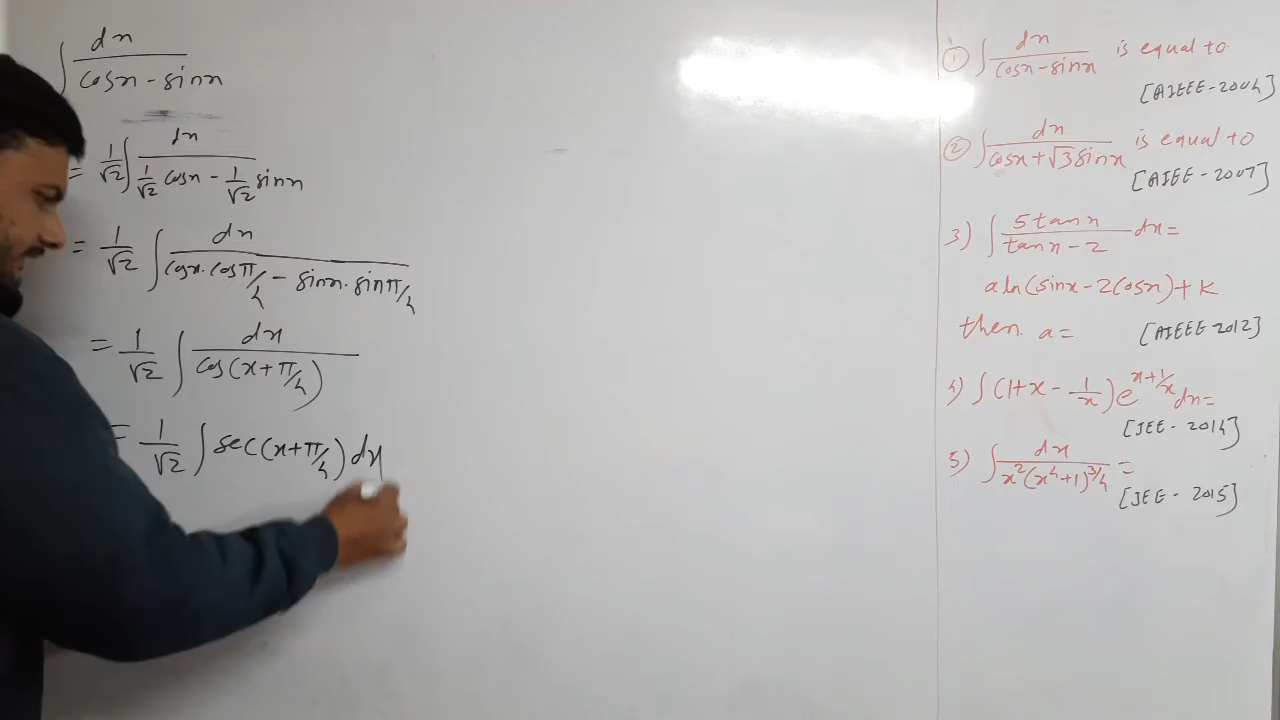 ∫ dx / (cosx - sinx)
= 1/√2 ∫ dx / (1/√2 cosx - 1/√2 sinx)
= 1/√2 ∫ dx / (cosx.cosπ/4 - sinx.sinπ/4)
= 1/√2 ∫ dx / cos(x+π/4)
= 1/√2 ∫ sec(x+π/4) dx
① ∫ dx / (cosx - sinx) is equal to
[AIEEE-2004]
② ∫ dx / (cosx + √3 sinx) is equal to
[AIEE-2007]
3) ∫ 5tanx / (tanx - 2) dx =
a ln(sinx - 2cosx) + K
then a = [AIEEE-2012]
4) ∫ (1+x - 1/x) e^(x+1/x) dx =
[JEE - 2014]
5) ∫ dx / x²(x⁴+1)^(3/4) =
[JEE - 2015]